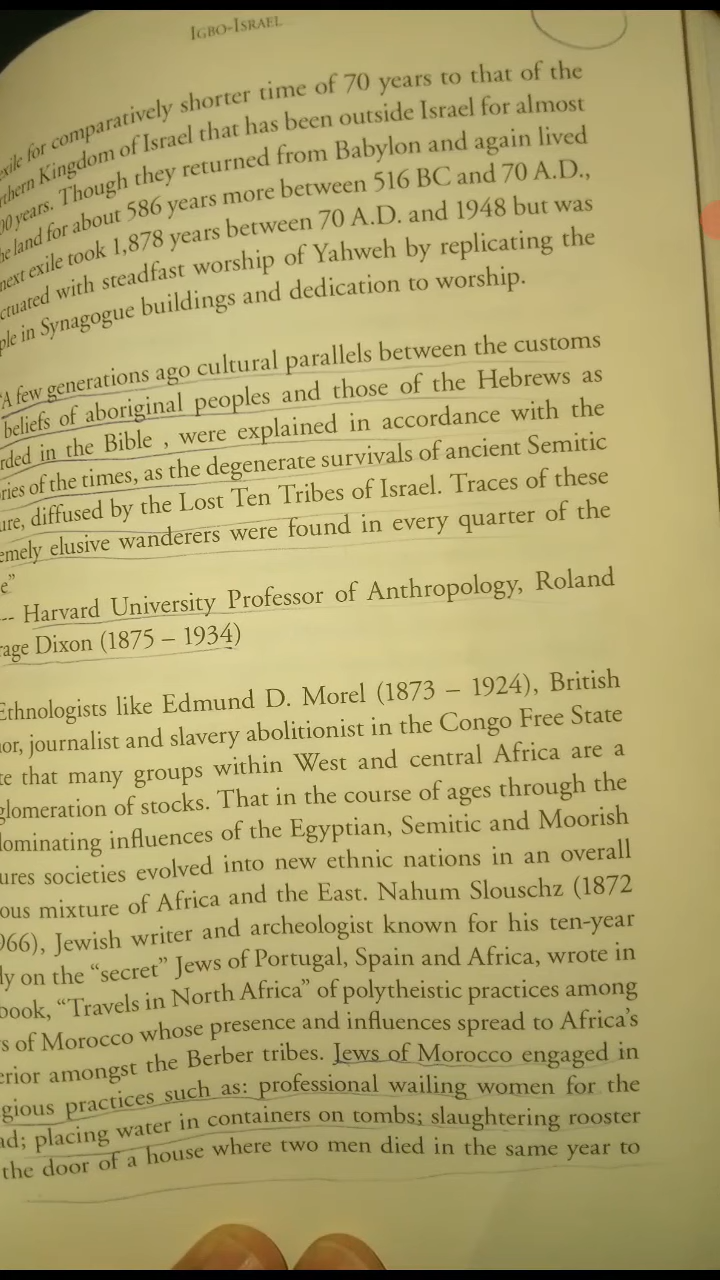 IGBO-ISRAEL
exile for comparatively shorter time of 70 years to that of the
thern Kingdom of Israel that has been outside Israel for almost
00 years. Though they returned from Babylon and again lived
he land for about 586 years more between 516 BC and 70 A.D.,
next exile took 1,878 years between 70 A.D. and 1948 but was
ctuated with steadfast worship of Yahweh by replicating the
ple in Synagogue buildings and dedication to worship.
"A few generations ago cultural parallels between the customs
beliefs of aboriginal peoples and those of the Hebrews as
rded in the Bible , were explained in accordance with the
ries of the times, as the degenerate survivals of ancient Semitic
ure, diffused by the Lost Ten Tribes of Israel. Traces of these
emely elusive wanderers were found in every quarter of the
e"
-- Harvard University Professor of Anthropology, Roland
rage Dixon (1875 – 1934)
Ethnologists like Edmund D. Morel (1873 – 1924), British
or, journalist and slavery abolitionist in the Congo Free State
te that many groups within West and central Africa are a
glomeration of stocks. That in the course of ages through the
dominating influences of the Egyptian, Semitic and Moorish
ures societies evolved into new ethnic nations in an overall
ous mixture of Africa and the East. Nahum Slouschz (1872
966), Jewish writer and archeologist known for his ten-year
ly on the "secret" Jews of Portugal, Spain and Africa, wrote in
book, "Travels in North Africa" of polytheistic practices among
s of Morocco whose presence and influences spread to Africa's
erior amongst the Berber tribes. Jews of Morocco engaged in
gious practices such as: professional wailing women for the
ad; placing water in containers on tombs; slaughtering rooster
the door of a house where two men died in the same year to